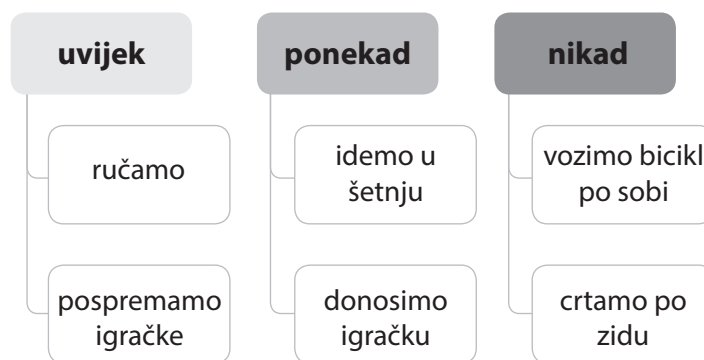 uvijek
ručamo
pospremamo
igračke
ponekad
idemo u
šetnju
donosimo
igračku
nikad
vozimo bicikl
po sobi
crtamo po
zidu